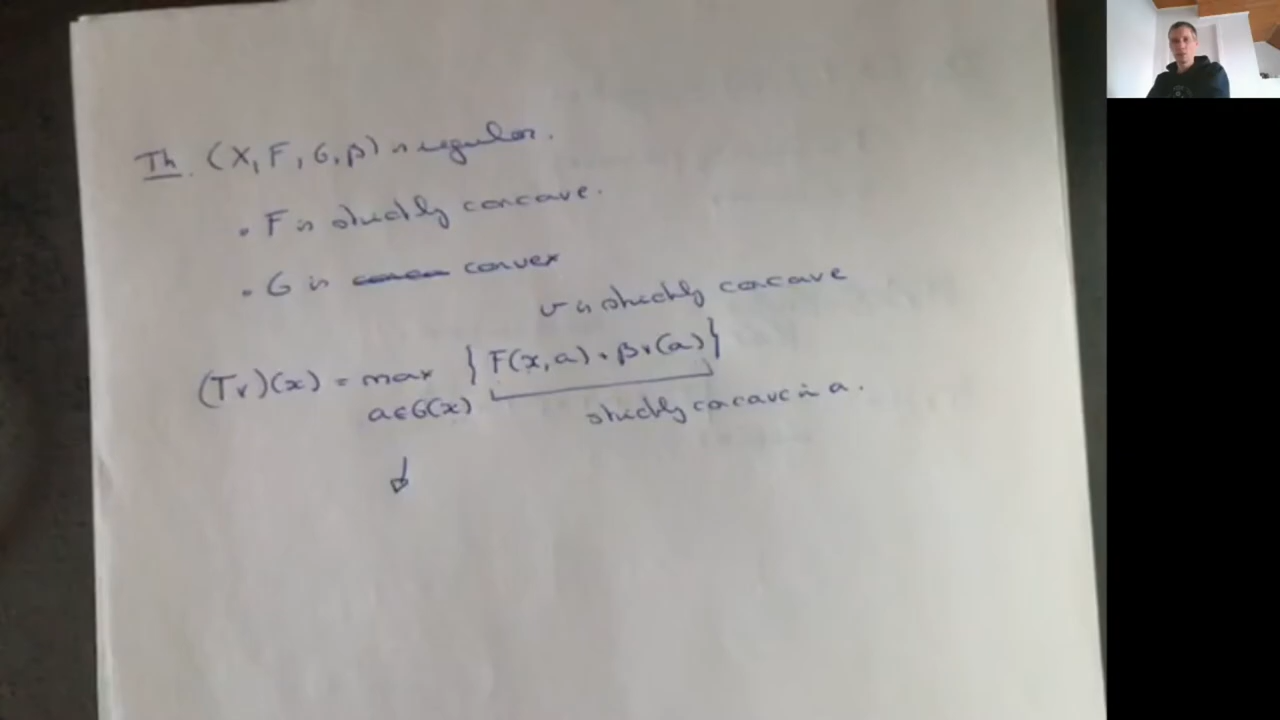 Th. (X, F, G, β) is regular.
. F is strictly concave.
. G is convex
v is strictly concave
(Tv)(x) = max { F(x,a) + βv(a) }
a∈G(x)
strictly concave in a.